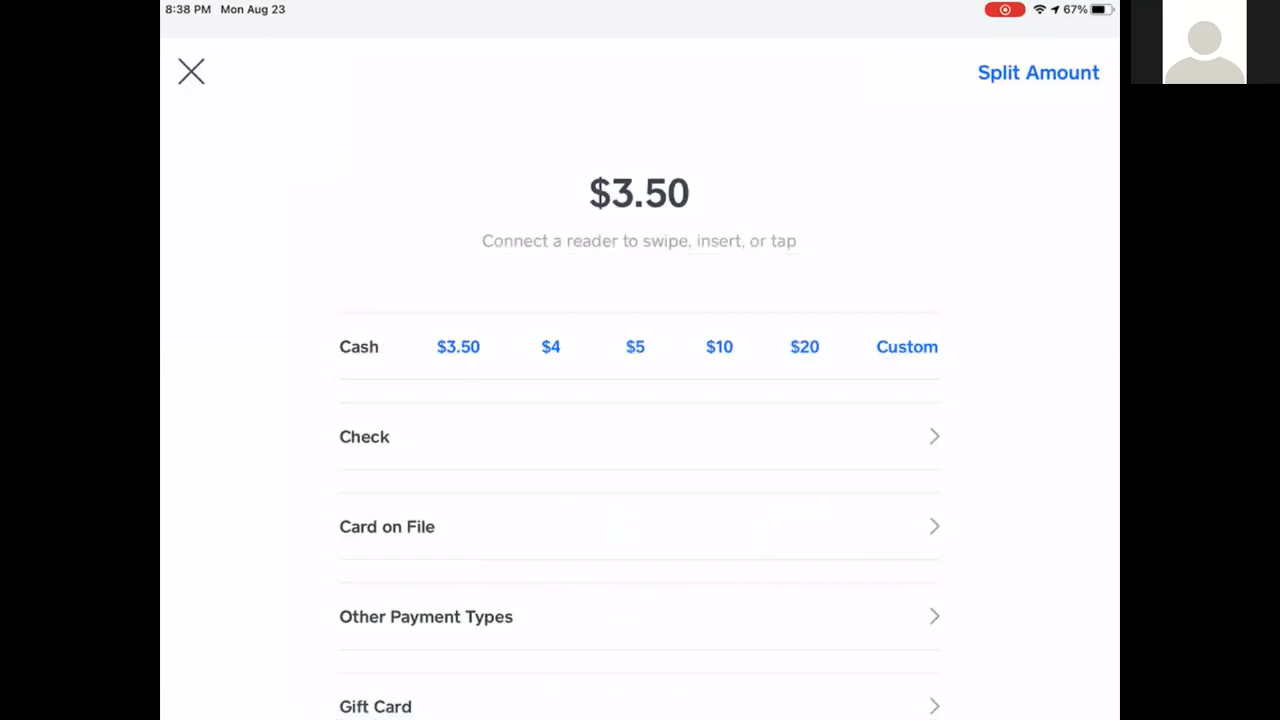 8:38 PM Mon Aug 23
67%
Split Amount
$3.50
Connect a reader to swipe, insert, or tap
Cash $3.50 $4 $5 $10 $20 Custom
Check
Card on File
Other Payment Types
Gift Card